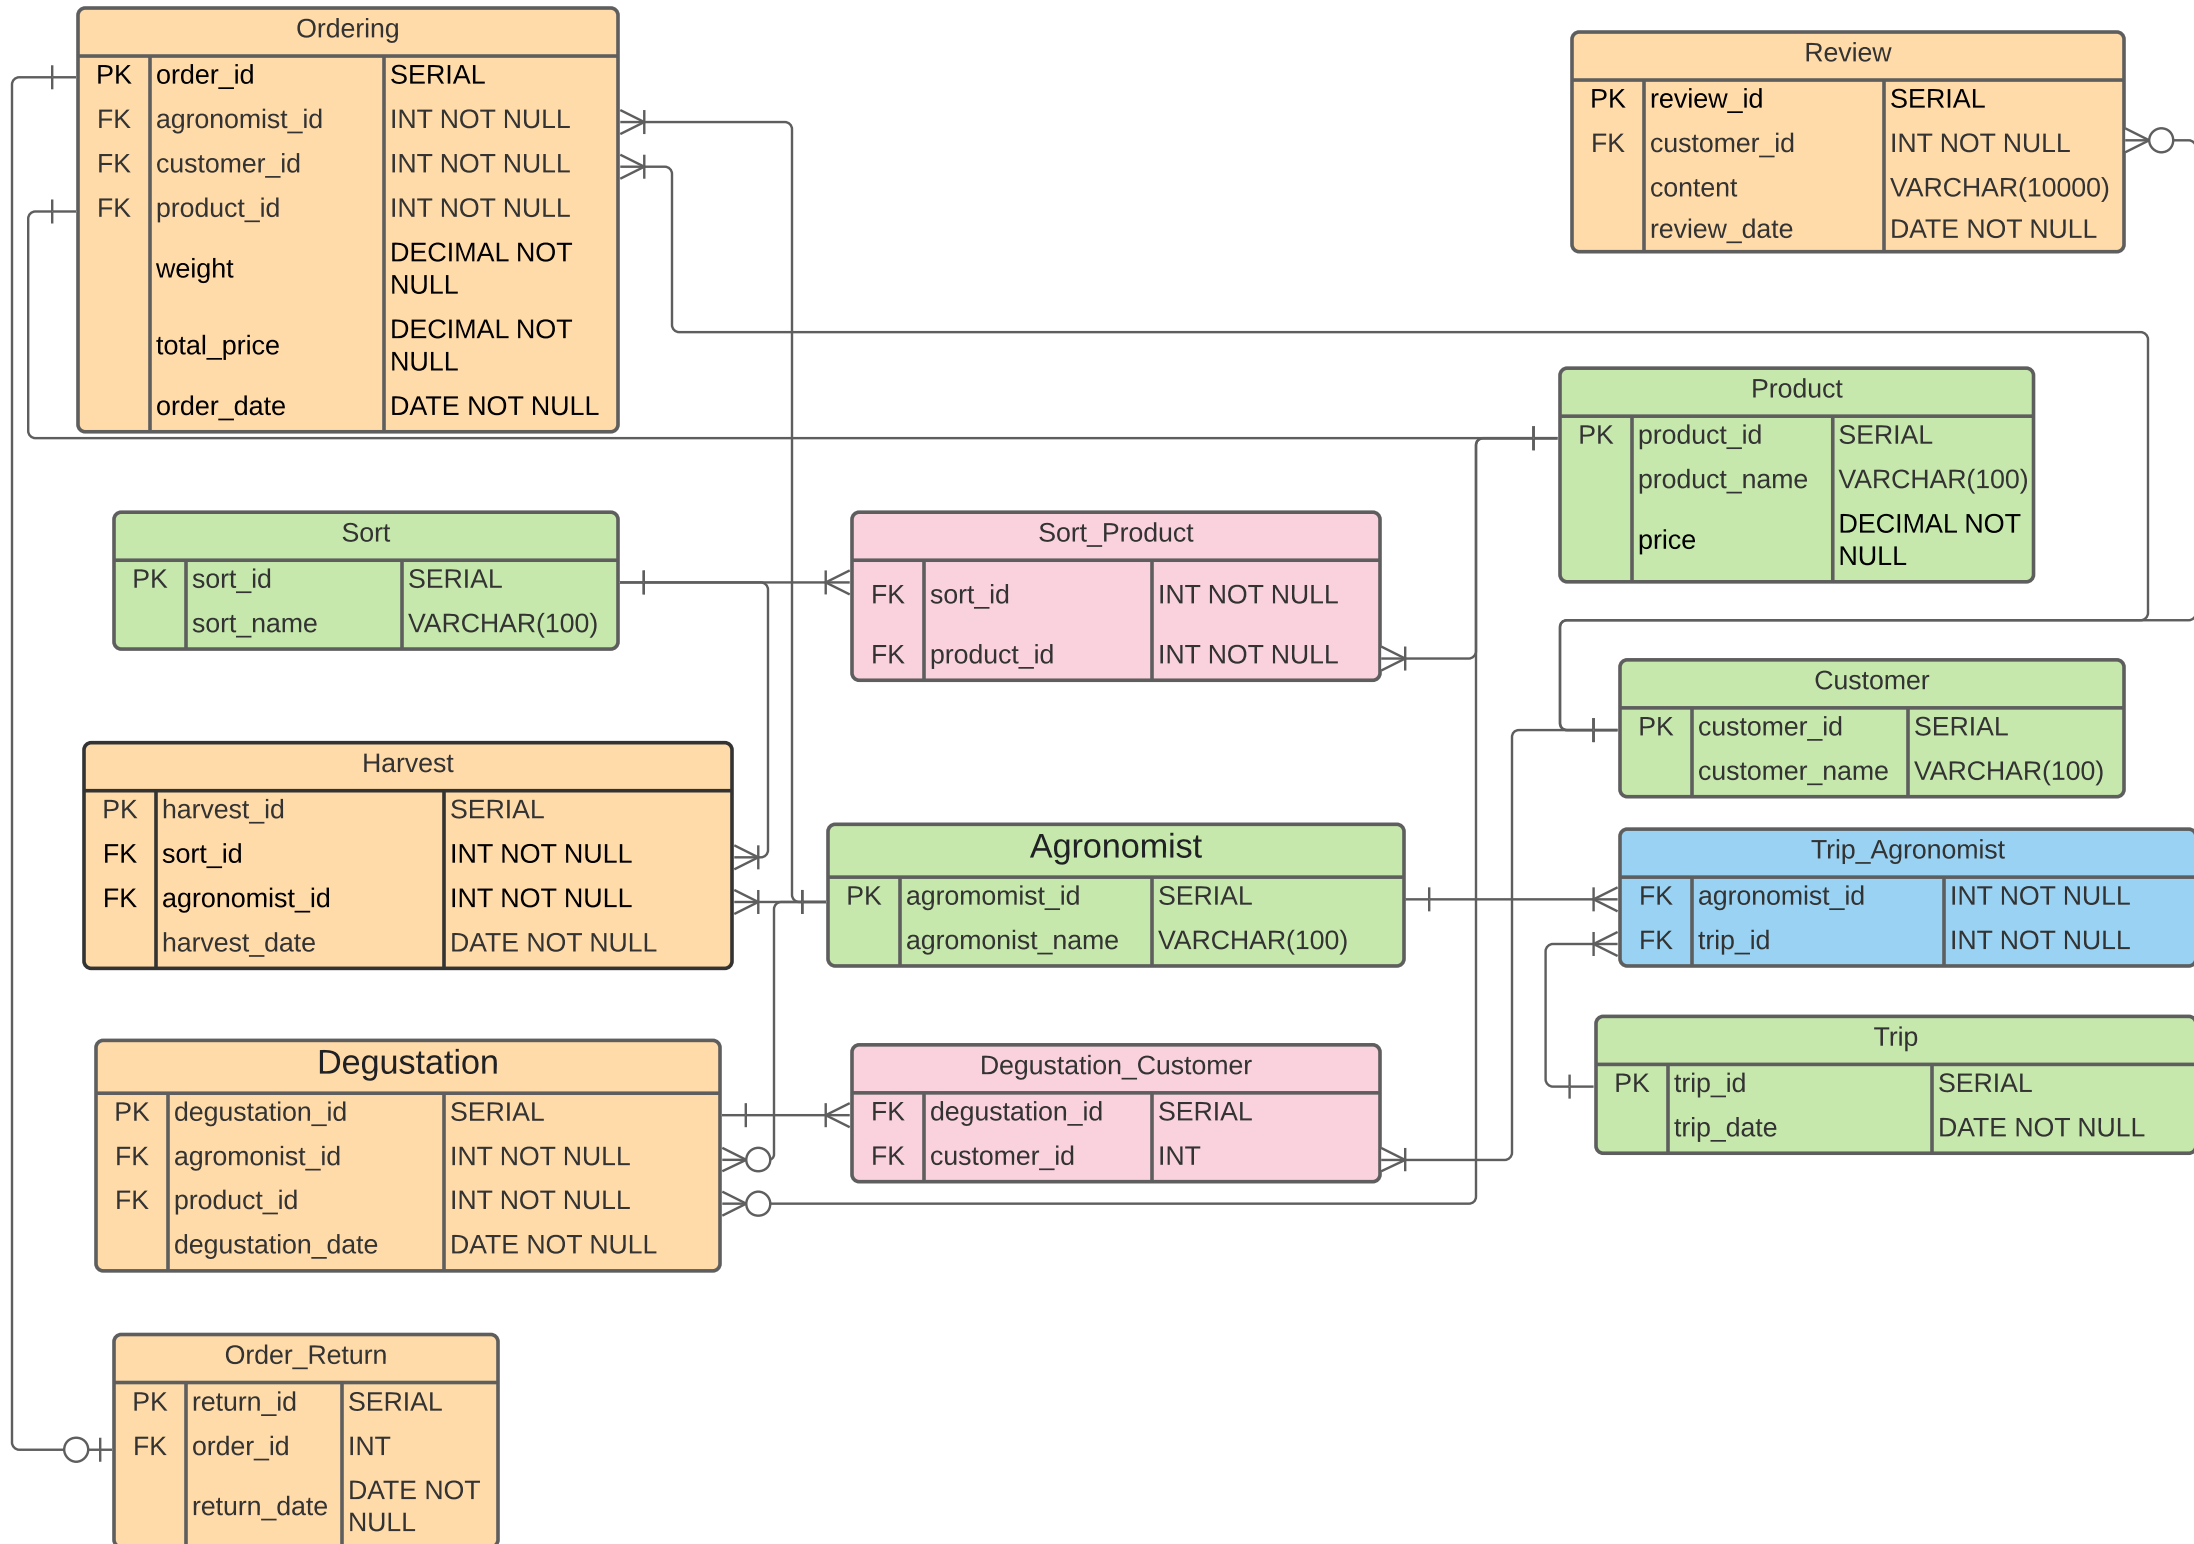 Ordering
PK order_id SERIAL
FK agronomist_id INT NOT NULL
FK customer_id INT NOT NULL
FK product_id INT NOT NULL
weight DECIMAL NOT
NULL
total_price DECIMAL NOT
NULL
order_date DATE NOT NULL
Review
PK review_id SERIAL
FK customer_id INT NOT NULL
content VARCHAR(10000)
review_date DATE NOT NULL
Product
PK product_id SERIAL
product_name VARCHAR(100)
price DECIMAL NOT
NULL
Sort
PK sort_id SERIAL
sort_name VARCHAR(100)
Sort_Product
FK sort_id INT NOT NULL
FK product_id INT NOT NULL
Customer
PK customer_id SERIAL
customer_name VARCHAR(100)
Harvest
PK harvest_id SERIAL
FK sort_id INT NOT NULL
FK agronomist_id INT NOT NULL
harvest_date DATE NOT NULL
Agronomist
PK agromomist_id SERIAL
agromonist_name VARCHAR(100)
Trip_Agronomist
FK agronomist_id INT NOT NULL
FK trip_id INT NOT NULL
Degustation
PK degustation_id SERIAL
FK agromonist_id INT NOT NULL
FK product_id INT NOT NULL
degustation_date DATE NOT NULL
Degustation_Customer
FK degustation_id SERIAL
FK customer_id INT
Trip
PK trip_id SERIAL
trip_date DATE NOT NULL
Order_Return
PK return_id SERIAL
FK order_id INT
return_date DATE NOT
NULL